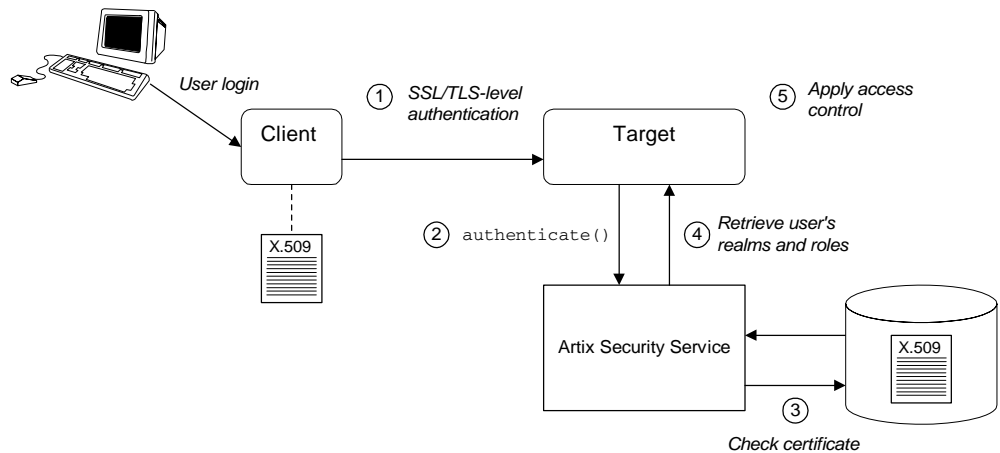 User login
Client
X.509
1
SSL/TLS-level
authentication
Target
5
Apply access
control
2
authenticate()
4
Retrieve user's
realms and roles
Artix Security Service
X.509
3
Check certificate